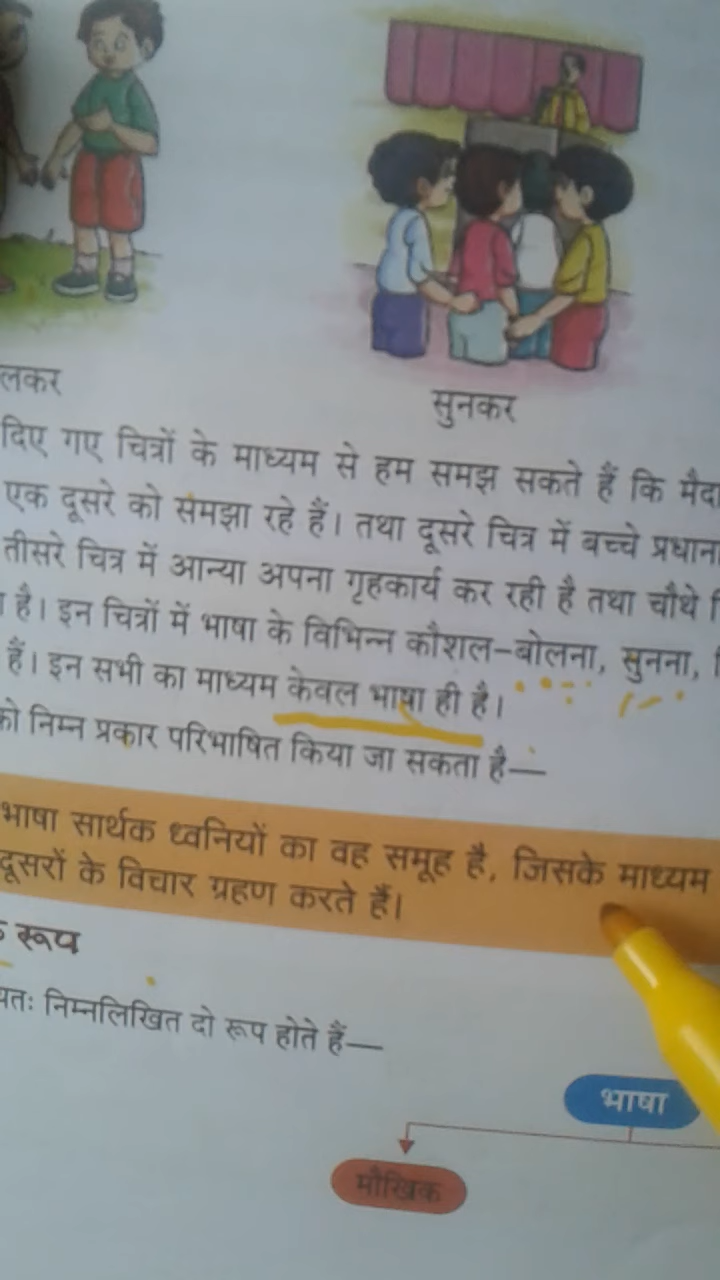 लकर
सुनकर
दिए गए चित्रों के माध्यम से हम समझ सकते हैं कि
एक दूसरे को समझा रहे हैं। तथा दूसरे चित्र में बच्चे
तीसरे चित्र में आन्या अपना गृहकार्य कर रही है तथा चौथे
है। इन चित्रों में भाषा के विभिन्न कौशल-बोलना, सुनना,
हैं। इन सभी का माध्यम केवल भाषा ही है।
को निम्न प्रकार परिभाषित किया जा सकता है—
भाषा सार्थक ध्वनियों का वह समूह है, जिसके माध्यम
दूसरों के विचार ग्रहण करते हैं।
रूप
यतः निम्नलिखित दो रूप होते हैं—
भाषा
मौखिक